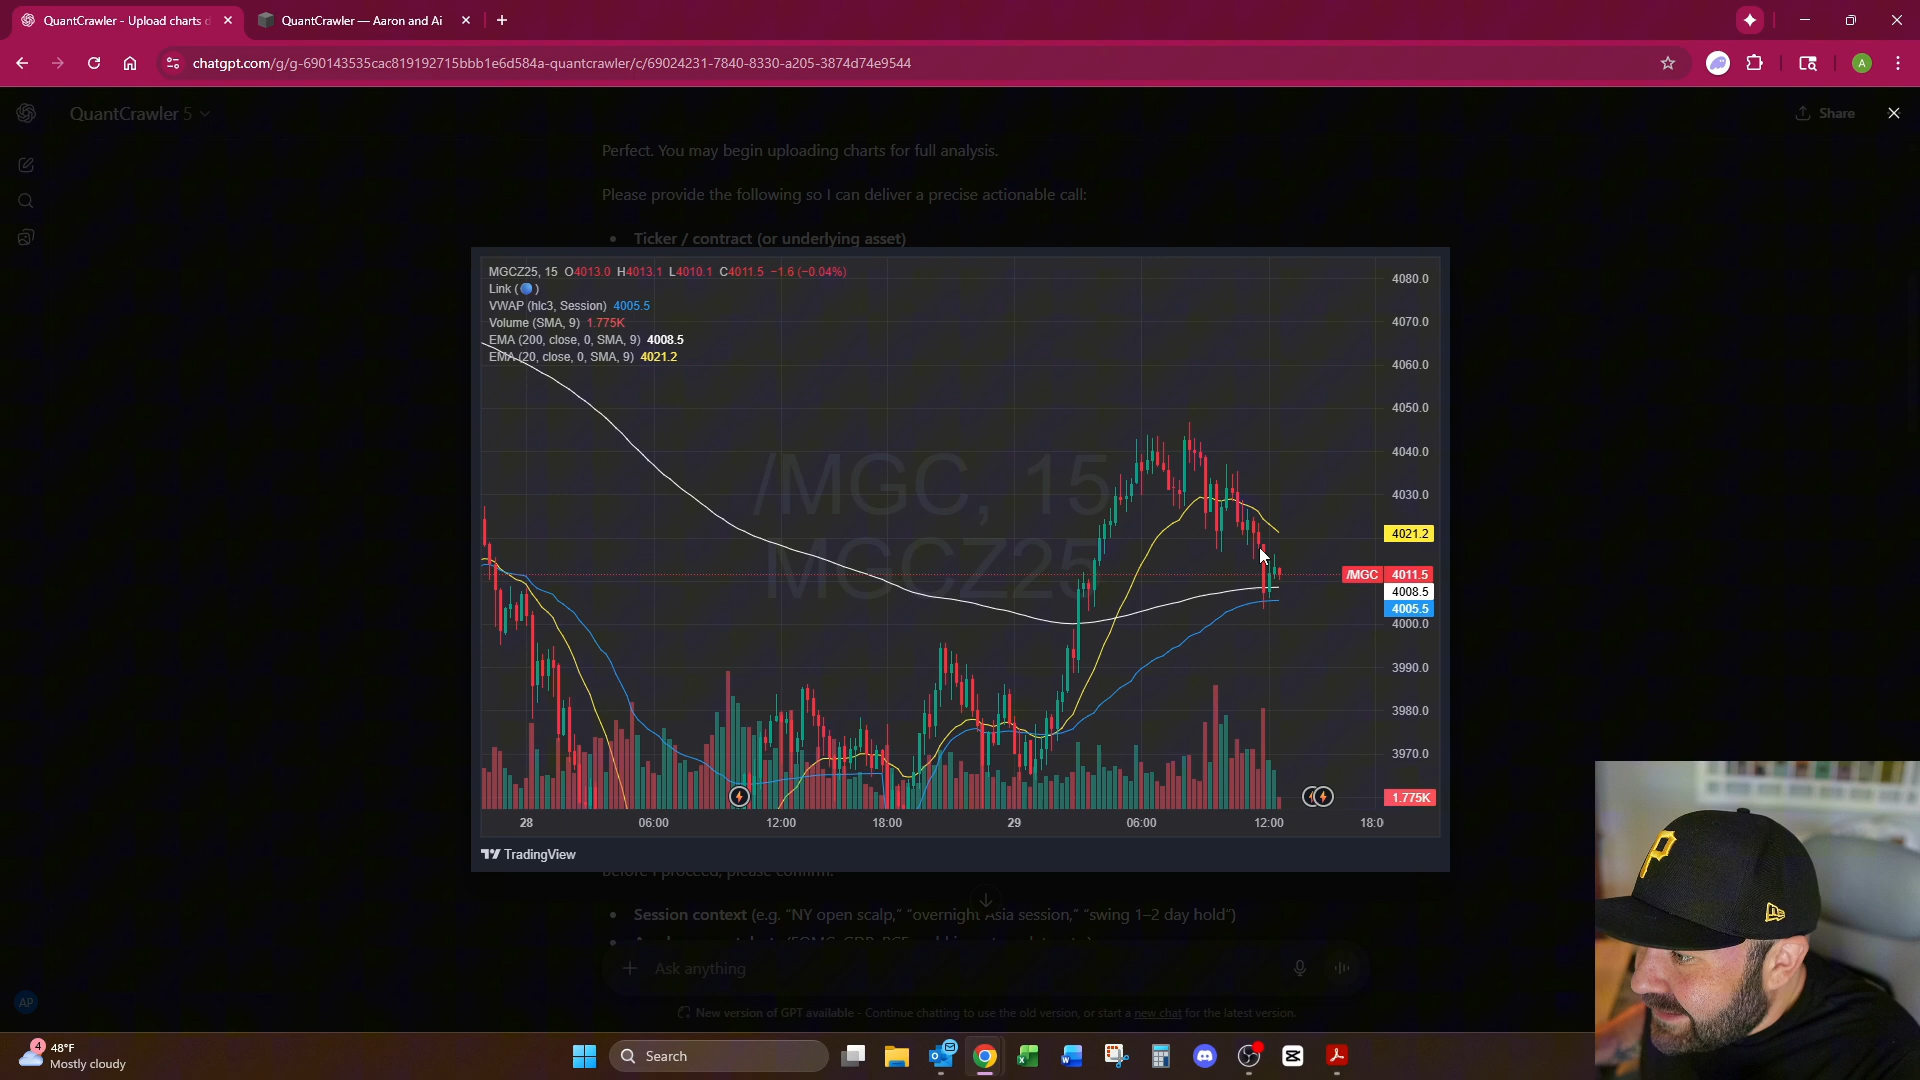 QuantCrawler - Upload charts
QuantCrawler — Aaron and Ai
chatgpt.com/g/g-690143535cac819192715bbb1e6d584a-quantcrawler/c/69024231-7840-8330-a205-3874d74e9544
A
QuantCrawler 5
Share
Perfect. You may begin uploading charts for full analysis.
Please provide the following so I can deliver a precise actionable call:
• Ticker / contract (or underlying asset)
MGCZ25, 15 O4013.0 H4013.1 L4010.1 C4011.5 −1.6 (−0.04%)
Link ( )
VWAP (hlc3, Session) 4005.5
Volume (SMA, 9) 1.775K
EMA (200, close, 0, SMA, 9) 4008.5
EMA (20, close, 0, SMA, 9) 4021.2
/MGC, 15
MGCZ25
4080.0
4070.0
4060.0
4050.0
4040.0
4030.0
4021.2
/MGC 4011.5
4008.5
4005.5
4000.0
3990.0
3980.0
3970.0
1.775K
28 06:00 12:00 18:00 29 06:00 12:00 18:0
TradingView
Before I proceed, please confirm:
• Session context (e.g. “NY open scalp,” “overnight Asia session,” “swing 1–2 day hold”)
Ask anything
New version of GPT available - Continue chatting to use the old version, or start a new chat for the latest version.
AP
4
48°F
Mostly cloudy
Search
P